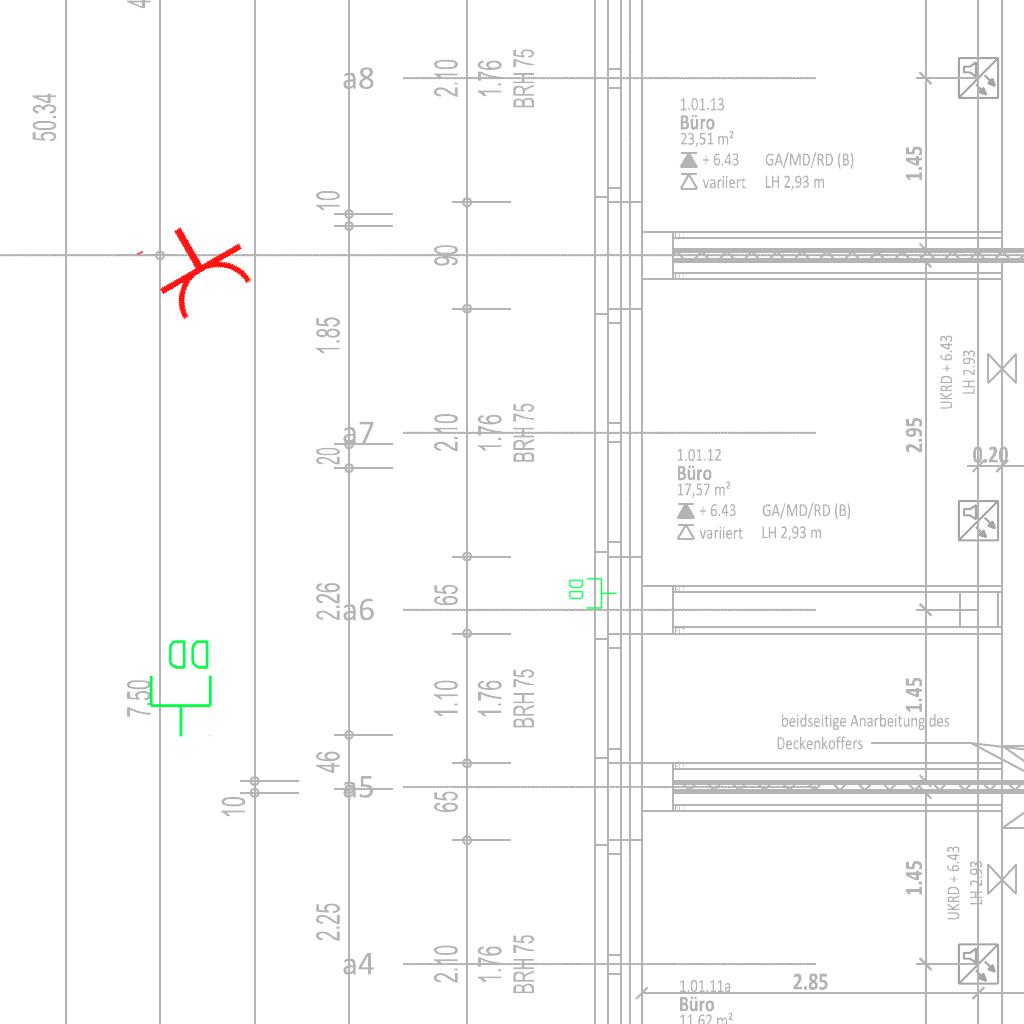 50.34
7.50
10
a8
10
1.85
a7
20
2.26
a6
46
a5
2.25
a4
2.10
1.76
BRH 75
90
2.10
1.76
BRH 75
65
1.10
1.76
BRH 75
65
2.10
1.76
BRH 75
DD
DD
1.01.13
Büro
23,51 m²
+ 6.43 GA/MD/RD (B)
variiert LH 2,93 m
1.45
UKRD + 6.43
LH 2.93
2.95
0.20
1.01.12
Büro
17,57 m²
+ 6.43 GA/MD/RD (B)
variiert LH 2,93 m
1.45
beidseitige Anarbeitung des
Deckenkoffers
1.45
UKRD + 6.43
LH 2.93
2.85
1.01.11a
Büro
11,62 m²